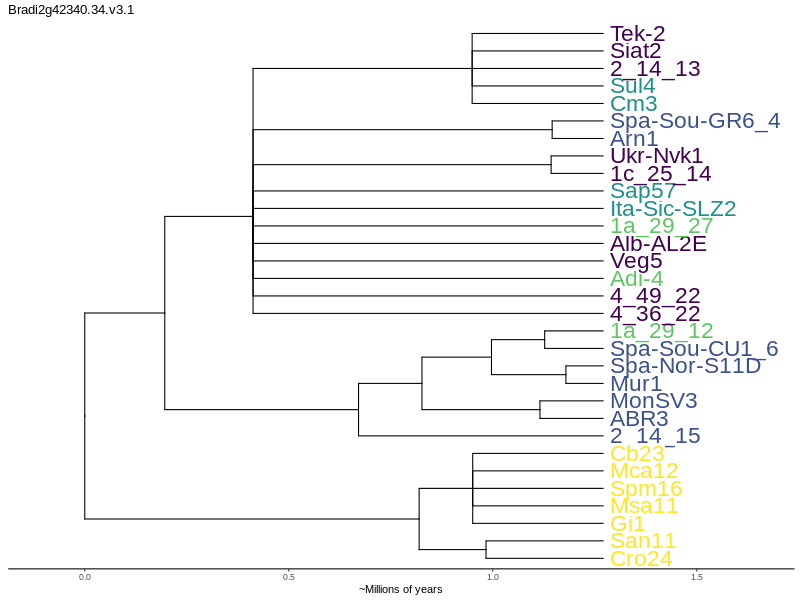 Bradi2g42340.34.v3.1
Tek-2
Siat2
2_14_13
Sul4
Cm3
Spa-Sou-GR6_4
Arn1
Ukr-Nvk1
1c_25_14
Sap57
Ita-Sic-SLZ2
1a_29_27
Alb-AL2E
Veg5
Adi-4
4_49_22
4_36_22
1a_29_12
Spa-Sou-CU1_6
Spa-Nor-S11D
Mur1
MonSV3
ABR3
2_14_15
Cb23
Mca12
Spm16
Msa11
Gi1
San11
Cro24
0.0 0.5 1.0 1.5
~Millions of years